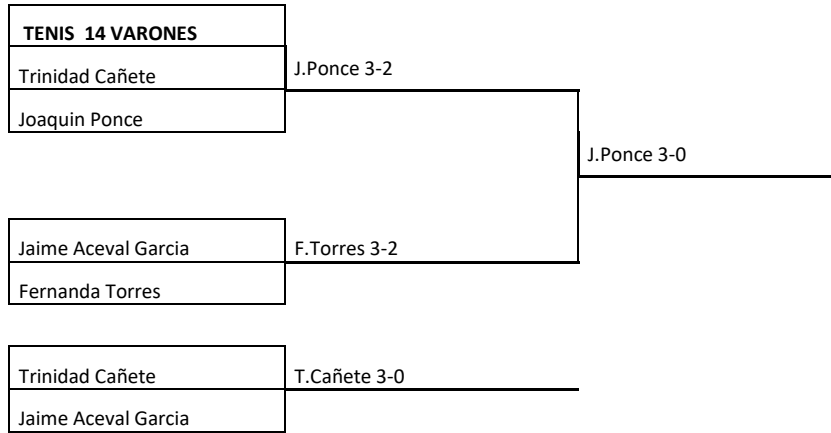 TENIS 14 VARONES
Trinidad Cañete
J.Ponce 3-2
Joaquin Ponce
J.Ponce 3-0
Jaime Aceval Garcia
F.Torres 3-2
Fernanda Torres
Trinidad Cañete
T.Cañete 3-0
Jaime Aceval Garcia